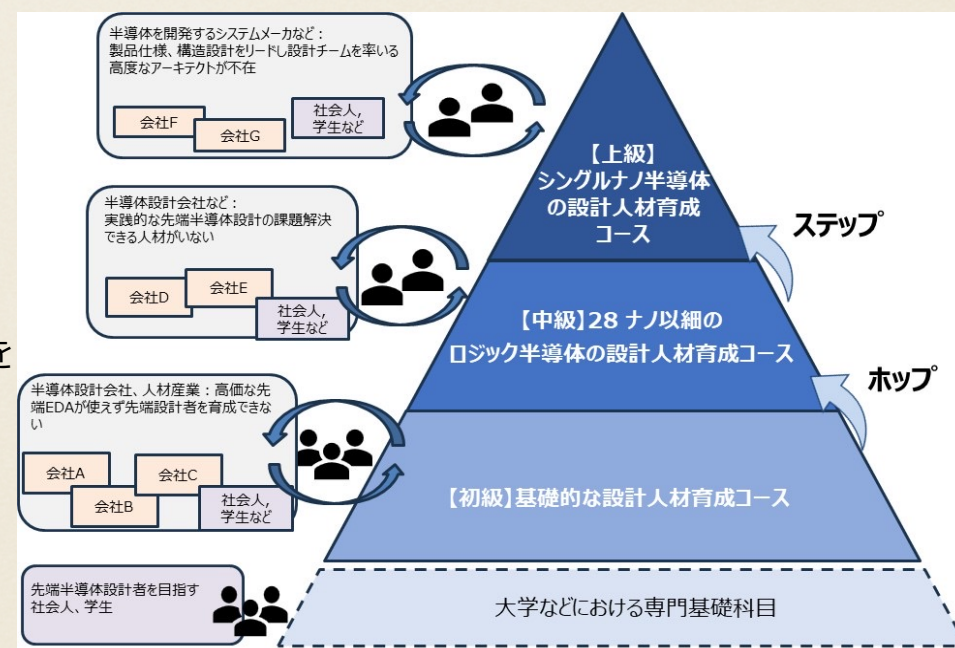 半導体を開発するシステムメーカなど：
製品仕様、構造設計をリードし設計チームを率いる
高度なアーキテクトが不在
会社F
会社G
社会人,
学生など
【上級】
シングルナノ半導体
の設計人材育成
コース
ステップ
半導体設計会社など：
実践的な先端半導体設計の課題解決
できる人材がいない
会社D
会社E
社会人,
学生など
【中級】28 ナノ以細の
ロジック半導体の設計人材育成コース
ホップ
を
半導体設計会社、人材産業：高価な先
端EDAが使えず先端設計者を育成できな
い
会社A
会社B
会社C
社会人,
学生など
【初級】基礎的な設計人材育成コース
先端半導体設計者を目指す
社会人、学生
大学などにおける専門基礎科目